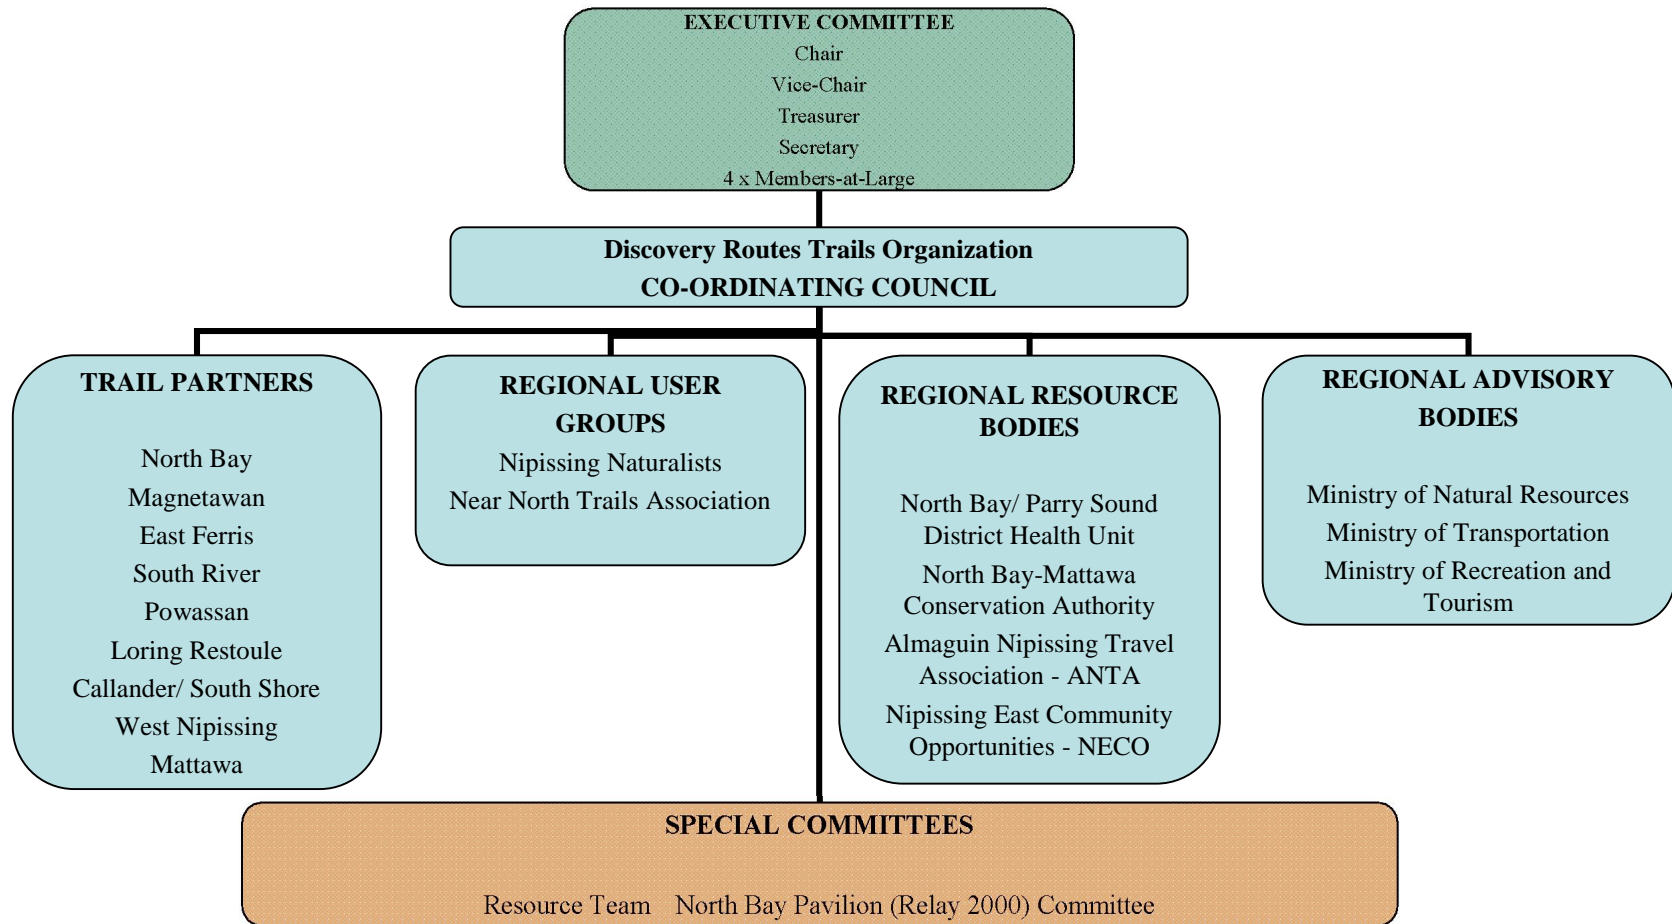 EXECUTIVE COMMITTEE
Chair
Vice-Chair
Treasurer
Secretary
4 x Members-at-Large
Discovery Routes Trails Organization
CO-ORDINATING COUNCIL
TRAIL PARTNERS
North Bay
Magnetawan
East Ferris
South River
Powassan
Loring Restoule
Callander/ South Shore
West Nipissing
Mattawa
REGIONAL USER
GROUPS
Nipissing Naturalists
Near North Trails Association
REGIONAL RESOURCE
BODIES
North Bay/ Parry Sound
District Health Unit
North Bay-Mattawa
Conservation Authority
Almaguin Nipissing Travel
Association - ANTA
Nipissing East Community
Opportunities - NECO
REGIONAL ADVISORY
BODIES
Ministry of Natural Resources
Ministry of Transportation
Ministry of Recreation and
Tourism
SPECIAL COMMITTEES
Resource Team North Bay Pavilion (Relay 2000) Committee